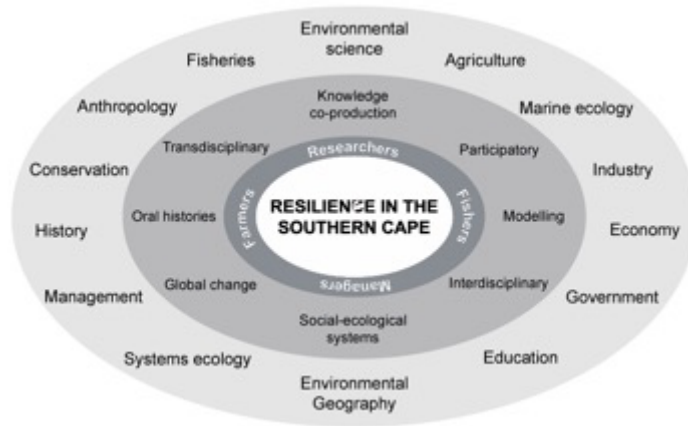 Environmental
science
Fisheries
Agriculture
Anthropology
Marine ecology
Conservation
Industry
History
Economy
Management
Government
Systems ecology
Education
Environmental
Geography
Knowledge
co-production
Transdisciplinary
Participatory
Oral histories
Modelling
Global change
Interdisciplinary
Social-ecological
systems
Researchers
Farmers
Fishers
Managers
RESILIENCE IN THE
SOUTHERN CAPE